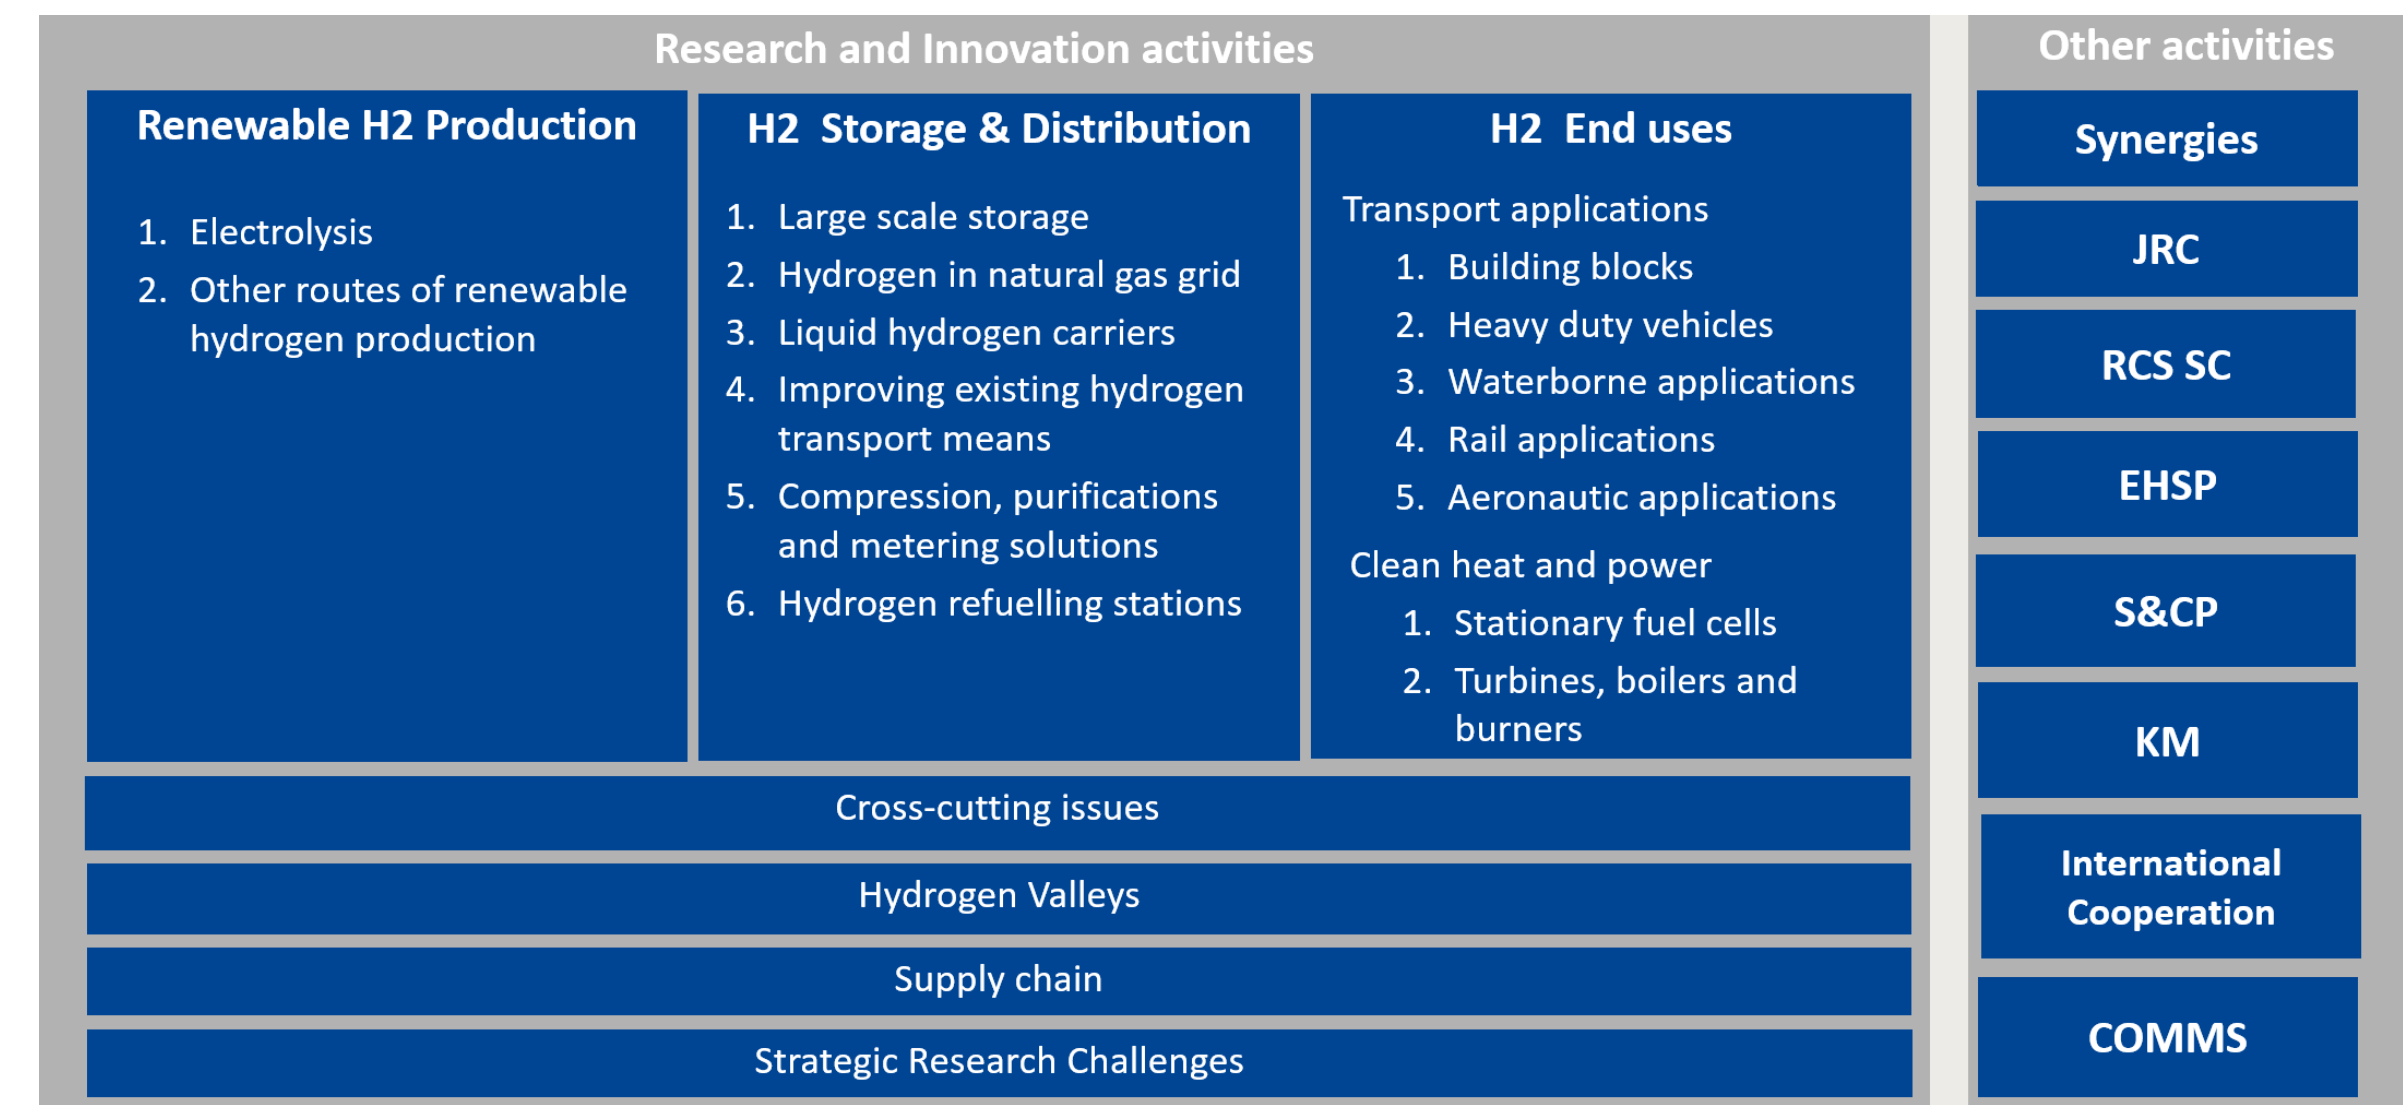 Research and Innovation activities
Renewable H2 Production
1. Electrolysis
2. Other routes of renewable
hydrogen production
H2 Storage & Distribution
1. Large scale storage
2. Hydrogen in natural gas grid
3. Liquid hydrogen carriers
4. Improving existing hydrogen
transport means
5. Compression, purifications
and metering solutions
6. Hydrogen refuelling stations
H2 End uses
Transport applications
1. Building blocks
2. Heavy duty vehicles
3. Waterborne applications
4. Rail applications
5. Aeronautic applications
Clean heat and power
1. Stationary fuel cells
2. Turbines, boilers and
burners
Cross-cutting issues
Hydrogen Valleys
Supply chain
Strategic Research Challenges
Other activities
Synergies
JRC
RCS SC
EHSP
S&CP
KM
International
Cooperation
COMMS